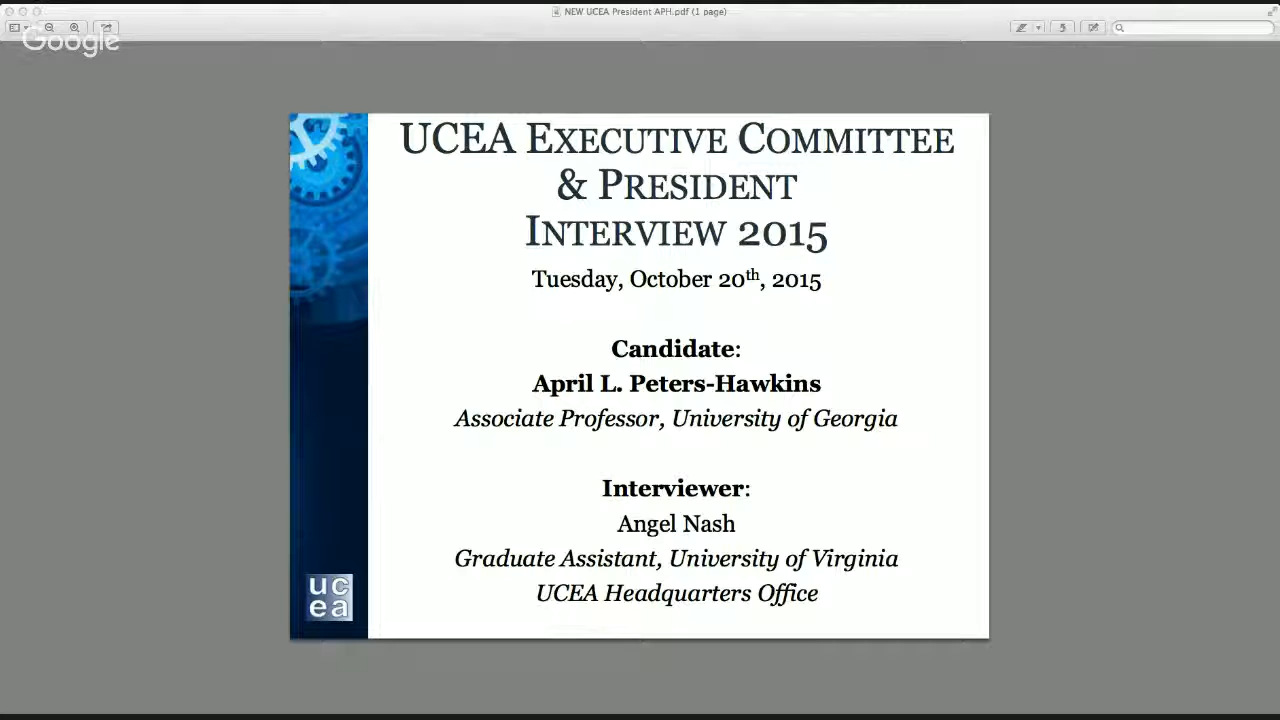 NEW UCEA President APH.pdf (1 page)
Google
UCEA EXECUTIVE COMMITTEE
& PRESIDENT
INTERVIEW 2015
Tuesday, October 20th, 2015
Candidate:
April L. Peters-Hawkins
Associate Professor, University of Georgia
Interviewer:
Angel Nash
Graduate Assistant, University of Virginia
UCEA Headquarters Office
uc
ea